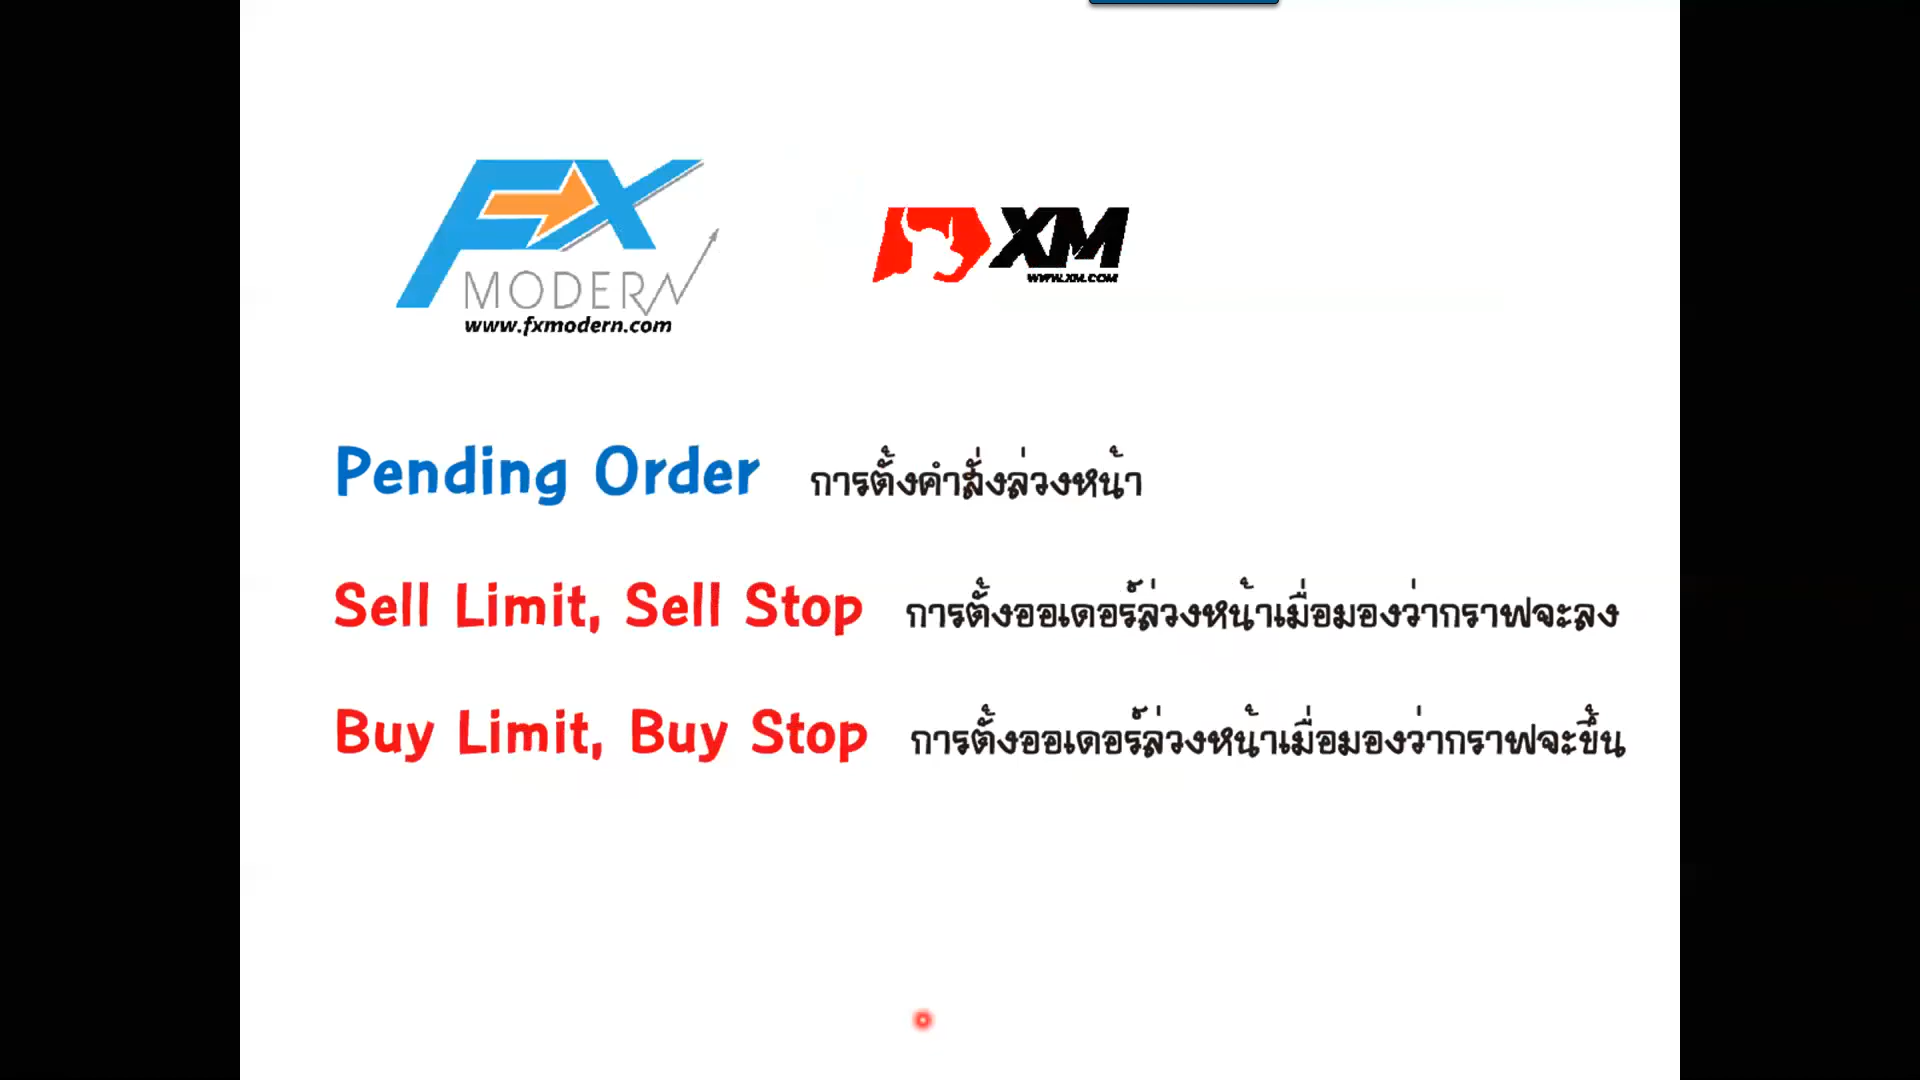 FX
MODERN
www.fxmodern.com
XM
WWW.XM.COM
Pending Order การตั้งคำสั่งล่วงหน้า
Sell Limit, Sell Stop การตั้งออเดอร์ล่วงหน้าเมื่อมองว่ากราฟจะลง
Buy Limit, Buy Stop การตั้งออเดอร์ล่วงหน้าเมื่อมองว่ากราฟจะขึ้น